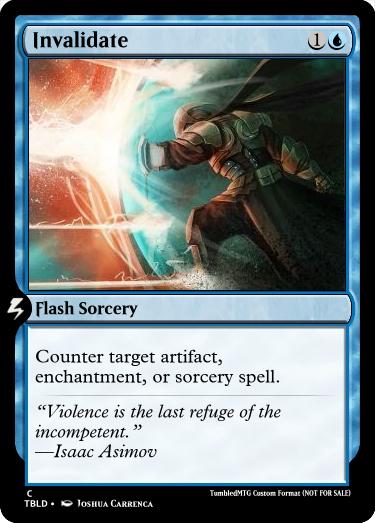 Invalidate
1
Flash Sorcery
Counter target artifact,
enchantment, or sorcery spell.
“Violence is the last refuge of the
incompetent.”
—Isaac Asimov
C
TBLD • Joshua Carrenca
TumbledMTG Custom Format (NOT FOR SALE)